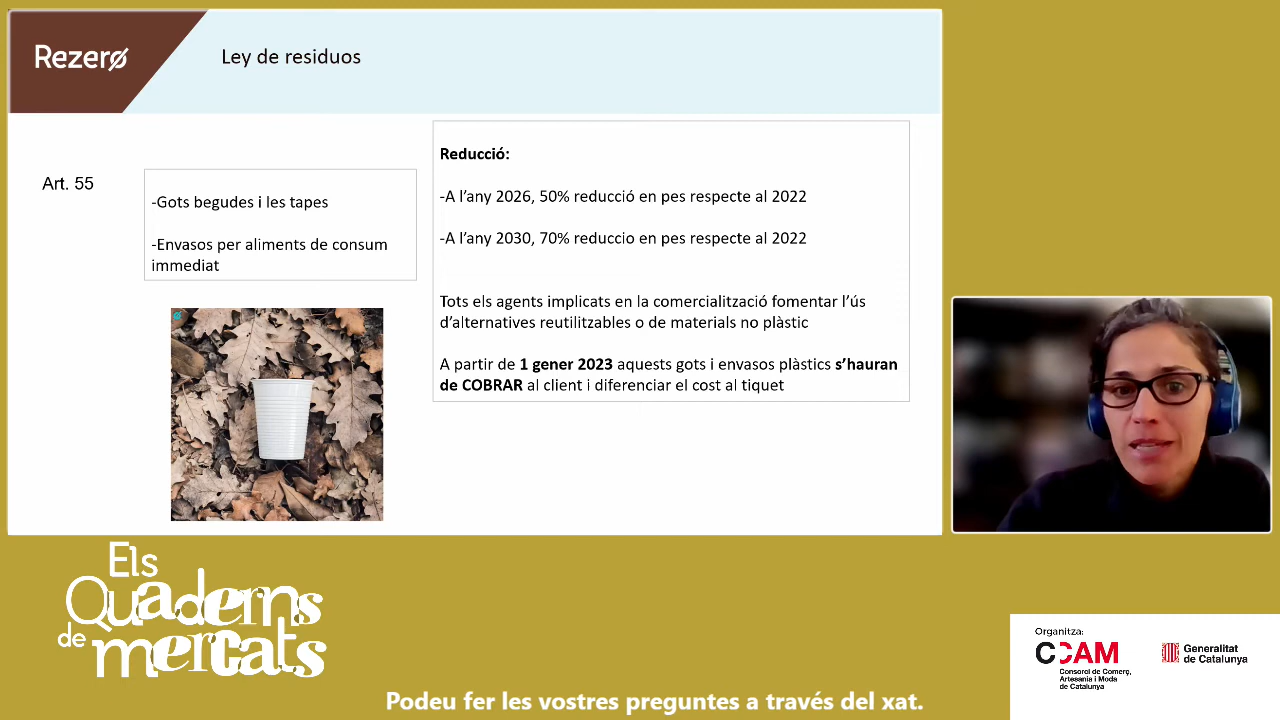 Rezero
Ley de residuos
Art. 55
-Gots begudes i les tapes
-Envasos per aliments de consum
immediat
Reducció:
-A l’any 2026, 50% reducció en pes respecte al 2022
-A l’any 2030, 70% reduccio en pes respecte al 2022
Tots els agents implicats en la comercialització fomentar l’ús
d’alternatives reutilitzables o de materials no plàstic
A partir de 1 gener 2023 aquests gots i envasos plàstics s’hauran
de COBRAR al client i diferenciar el cost al tiquet
Els
Quaderns
de mercats
Organitza:
CCAM
Consorci de Comerç,
Artesania i Moda
de Catalunya
Generalitat
de Catalunya
Podeu fer les vostres preguntes a través del xat.